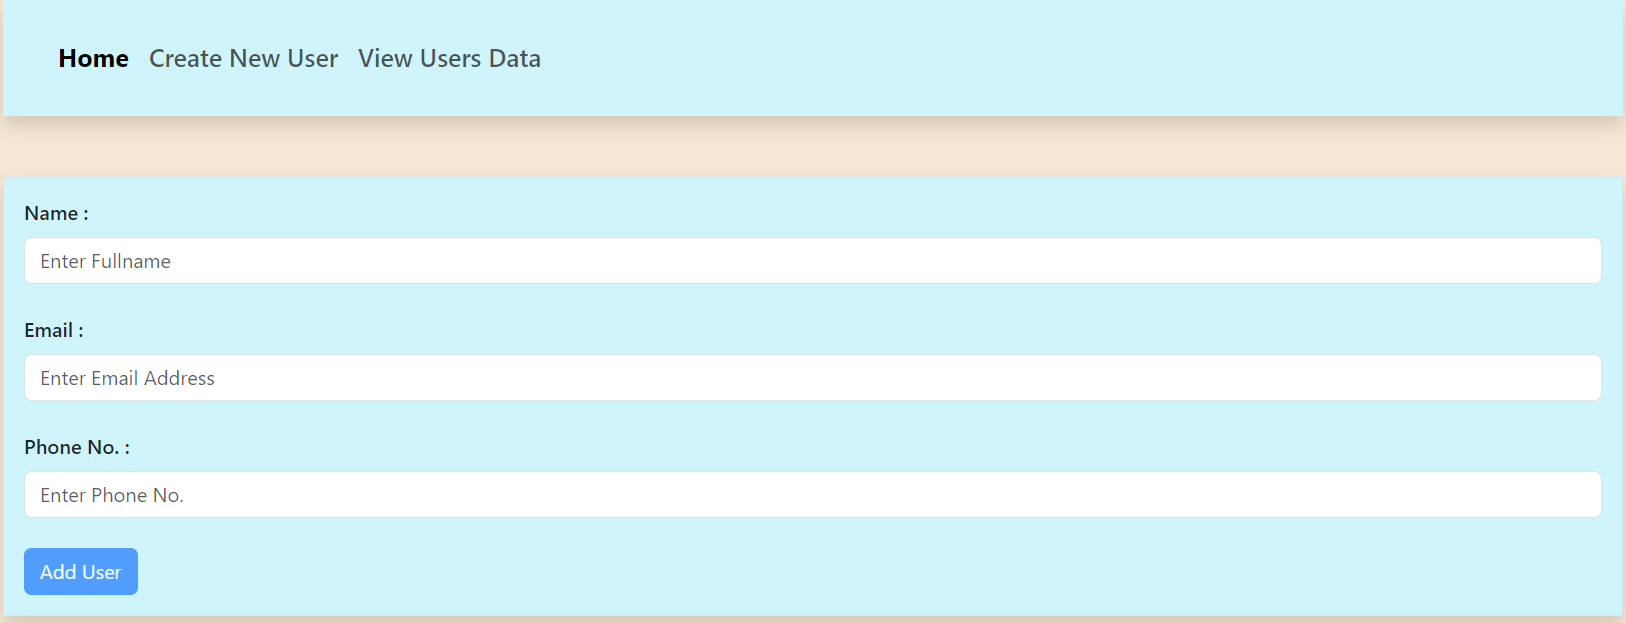 Home Create New User View Users Data
Name :
Enter Fullname
Email :
Enter Email Address
Phone No. :
Enter Phone No.
Add User